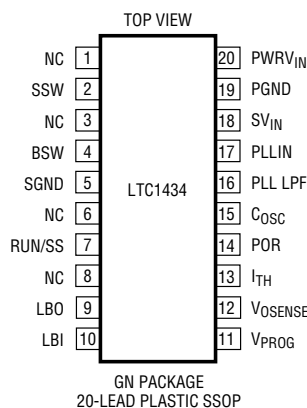 TOP VIEW
NC 1
SSW 2
NC 3
BSW 4
SGND 5
NC 6
RUN/SS 7
NC 8
LBO 9
LBI 10
LTC1434
20 PWRVIN
19 PGND
18 SVIN
17 PLLIN
16 PLL LPF
15 COSC
14 POR
13 ITH
12 VOSENSE
11 VPROG
GN PACKAGE
20-LEAD PLASTIC SSOP